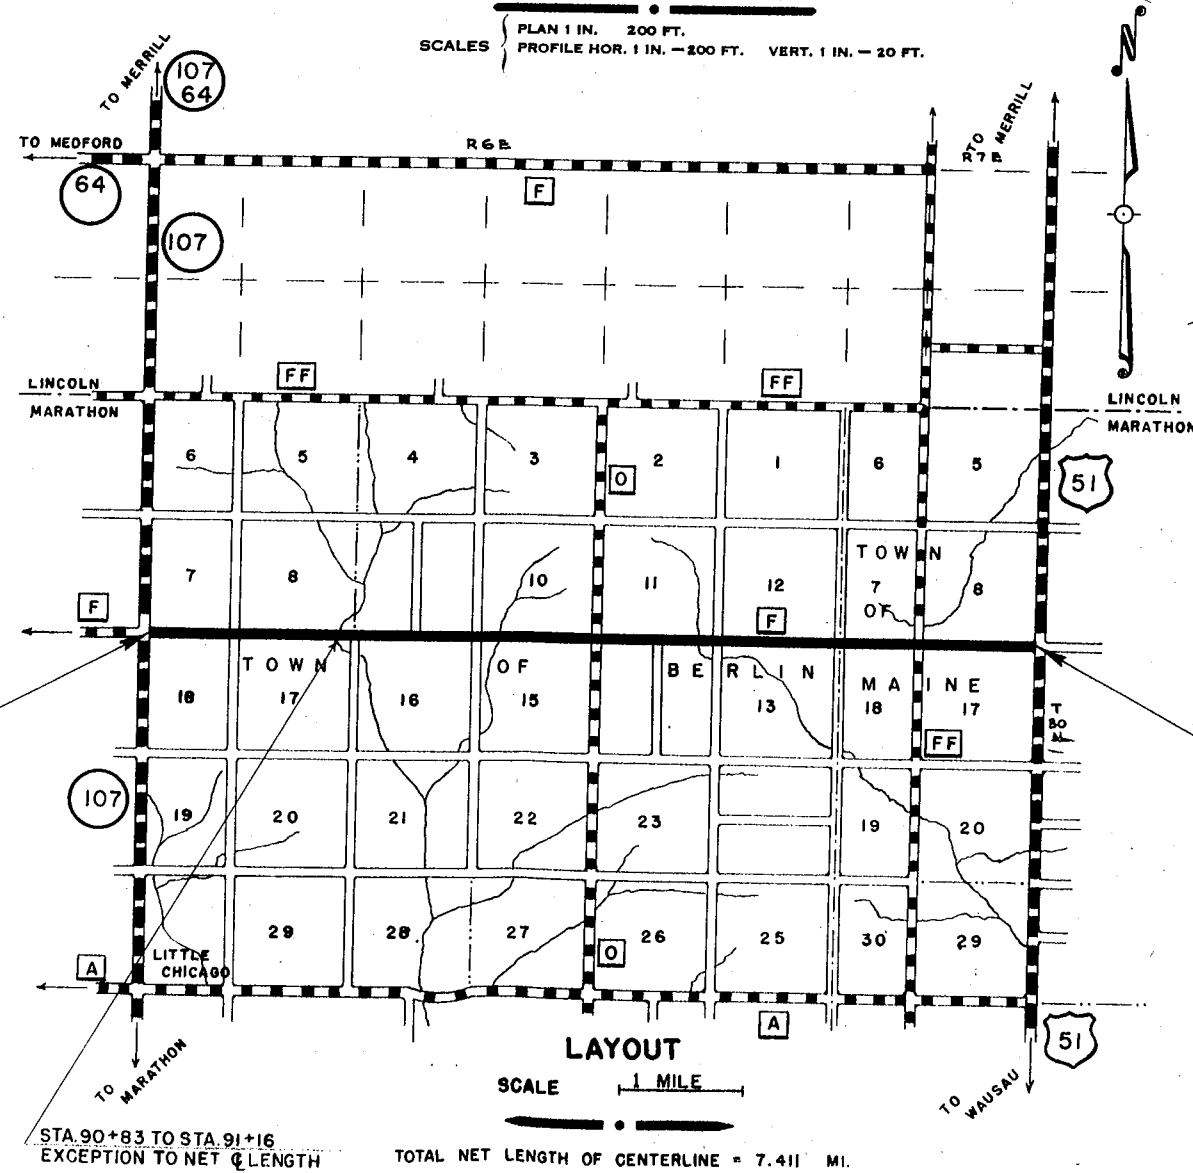 PLAN 1 IN. 200 FT.
SCALES
PROFILE HOR. 1 IN. — 200 FT. VERT. 1 IN. — 20 FT.
N
TO MERRILL
107
64
TO MEDFORD
R6E
TO MERRILL
R7E
64
F
107
FF
FF
LINCOLN
MARATHON
LINCOLN
MARATHON
6 5 4 3 2 1 6 5
O
51
TOWN
7 8 10 11 12 7 8
OF
F
F
TOWN OF BERLIN
MAINE
18 17 16 15 13 18 17
T
30
N
FF
107
19 20 21 22 23 19 20
29 28 27 26 25 30 29
O
LITTLE
CHICAGO
A
A
51
LAYOUT
SCALE 1 MILE
TO MARATHON
TO WAUSAU
STA. 90+83 TO STA. 91+16
EXCEPTION TO NET ℄ LENGTH
TOTAL NET LENGTH OF CENTERLINE = 7.411 MI.